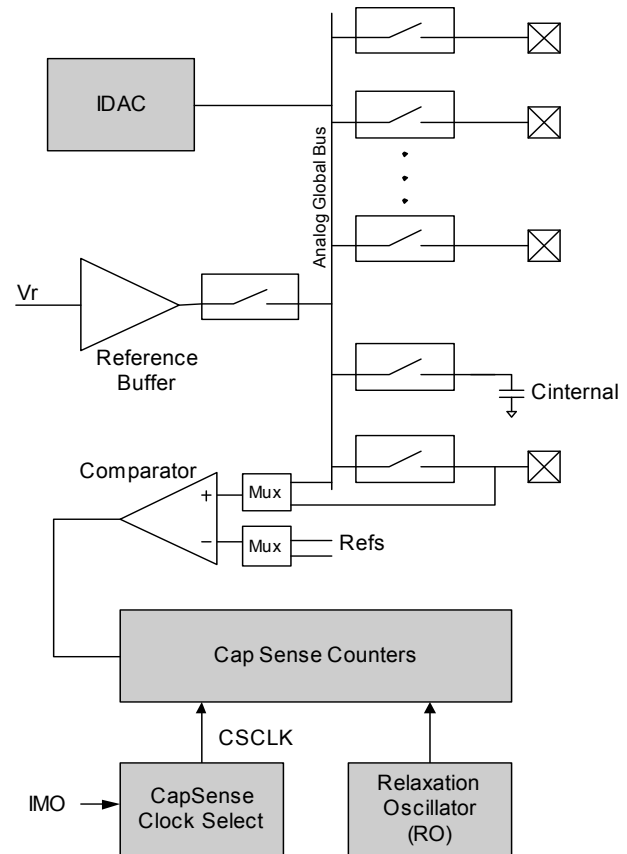 IDAC
Analog Global Bus
Vr
Reference
Buffer
Cinternal
Comparator
+
Mux
−
Mux
Refs
Cap Sense Counters
CSCLK
IMO
CapSense
Clock Select
Relaxation
Oscillator
(RO)